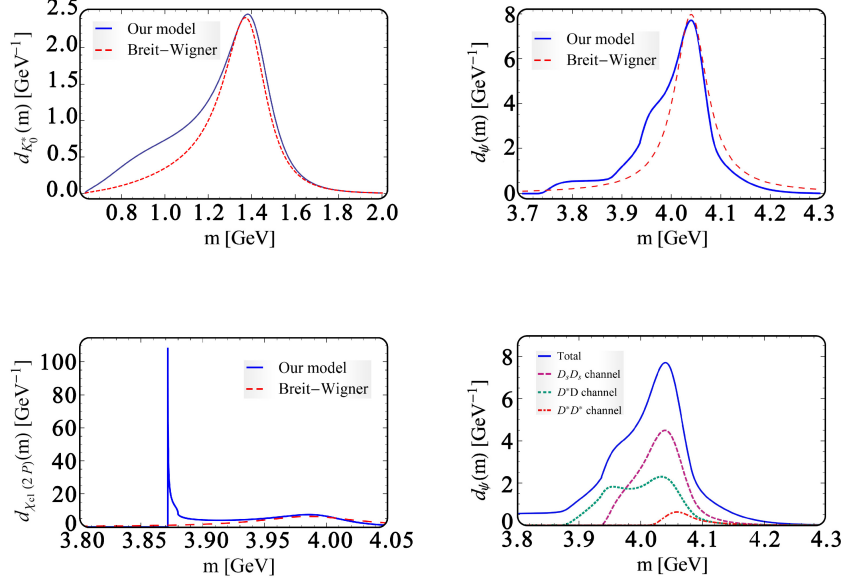 d_{K_0^*}(m) [GeV⁻¹]
2.5
2.0
1.5
1.0
0.5
0.0
Our model
Breit−Wigner
0.8 1.0 1.2 1.4 1.6 1.8 2.0
m [GeV]
d_ψ(m) [GeV⁻¹]
8
6
4
2
0
Our model
Breit−Wigner
3.7 3.8 3.9 4.0 4.1 4.2 4.3
m [GeV]
d_{χ_{c1}(2P)}(m) [GeV⁻¹]
100
80
60
40
20
0
Our model
Breit−Wigner
3.80 3.85 3.90 3.95 4.00 4.05
m [GeV]
d_ψ(m) [GeV⁻¹]
8
6
4
2
0
Total
D_sD_s channel
D*D channel
D*D* channel
3.8 3.9 4.0 4.1 4.2 4.3
m [GeV]